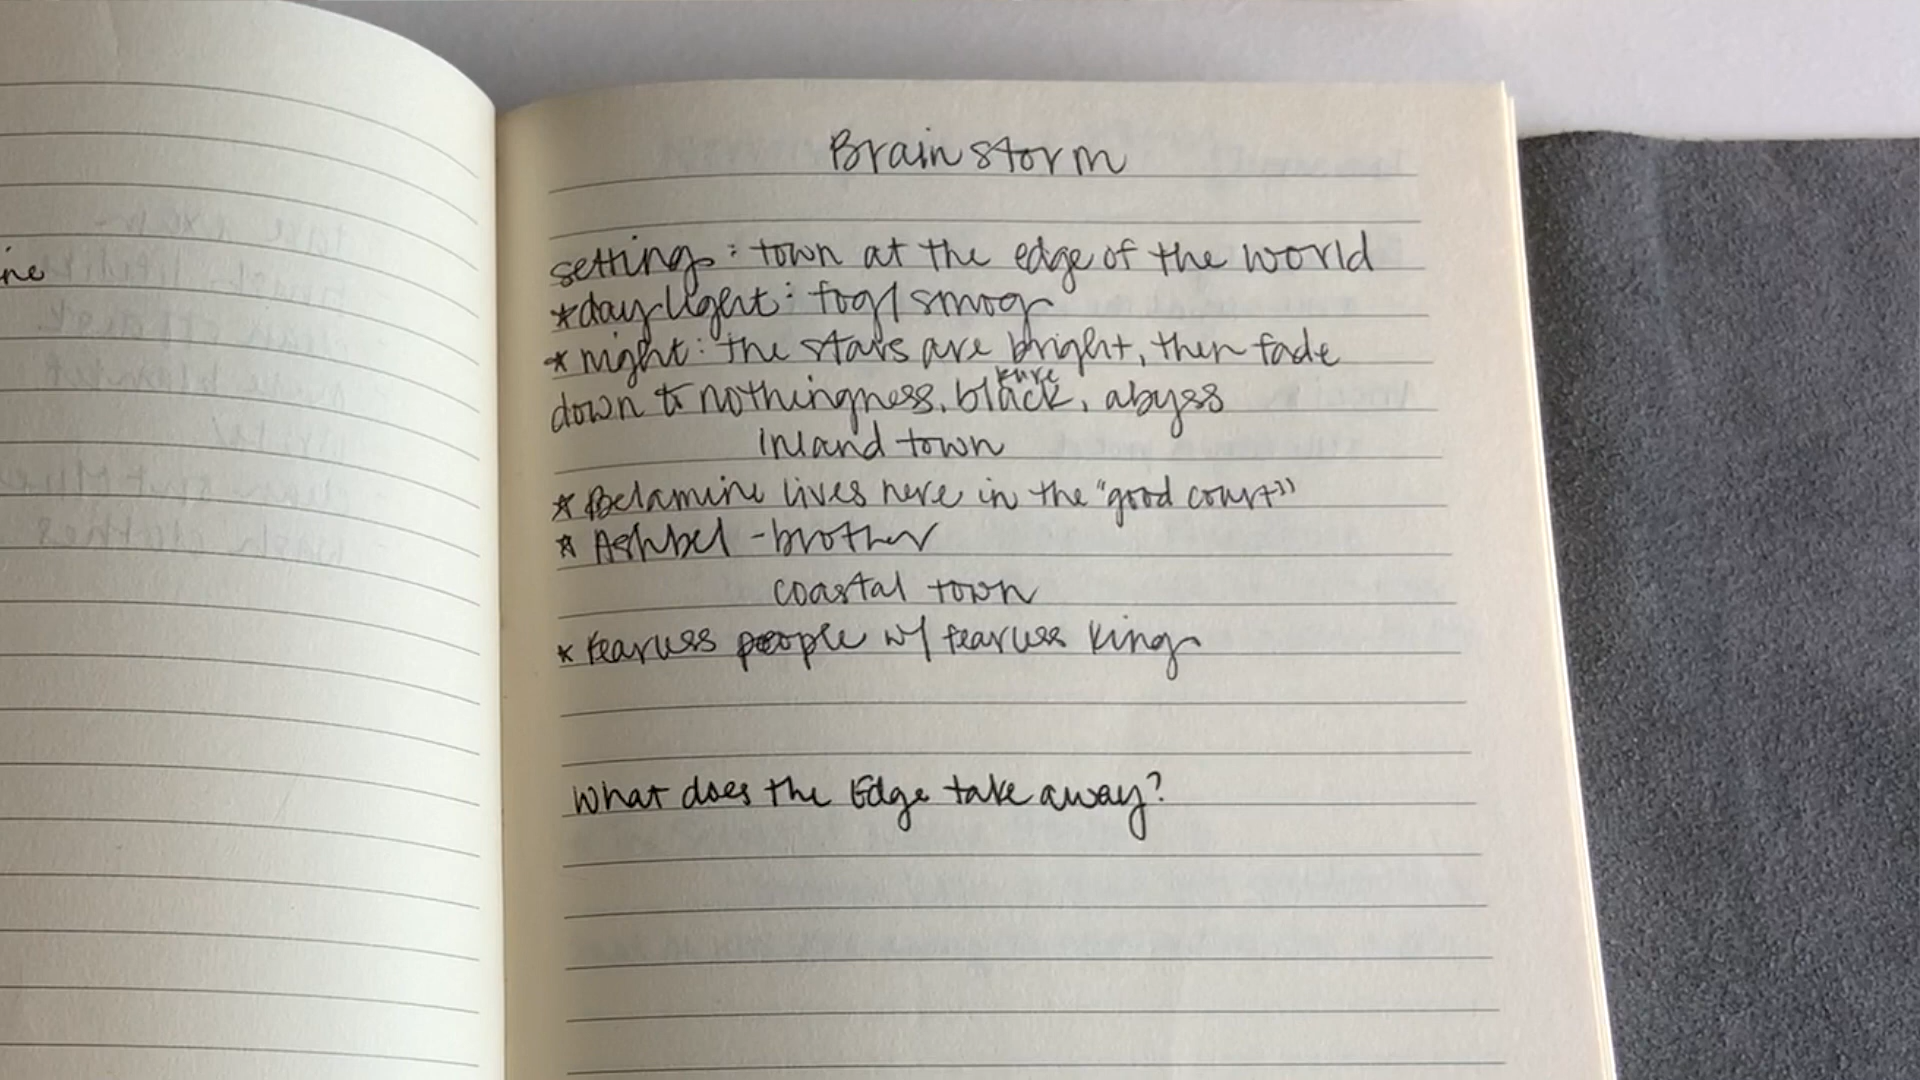 Brainstorm
setting: town at the edge of the world
*daylight: fog/smog
*night: the stars are bright, then fade
pure
down to nothingness, black, abyss
Inland town
*Belamine lives here in the "good court"
*Ashbel - brother
coastal town
*fearless people w/ fearless king
What does the Edge take away?
ne